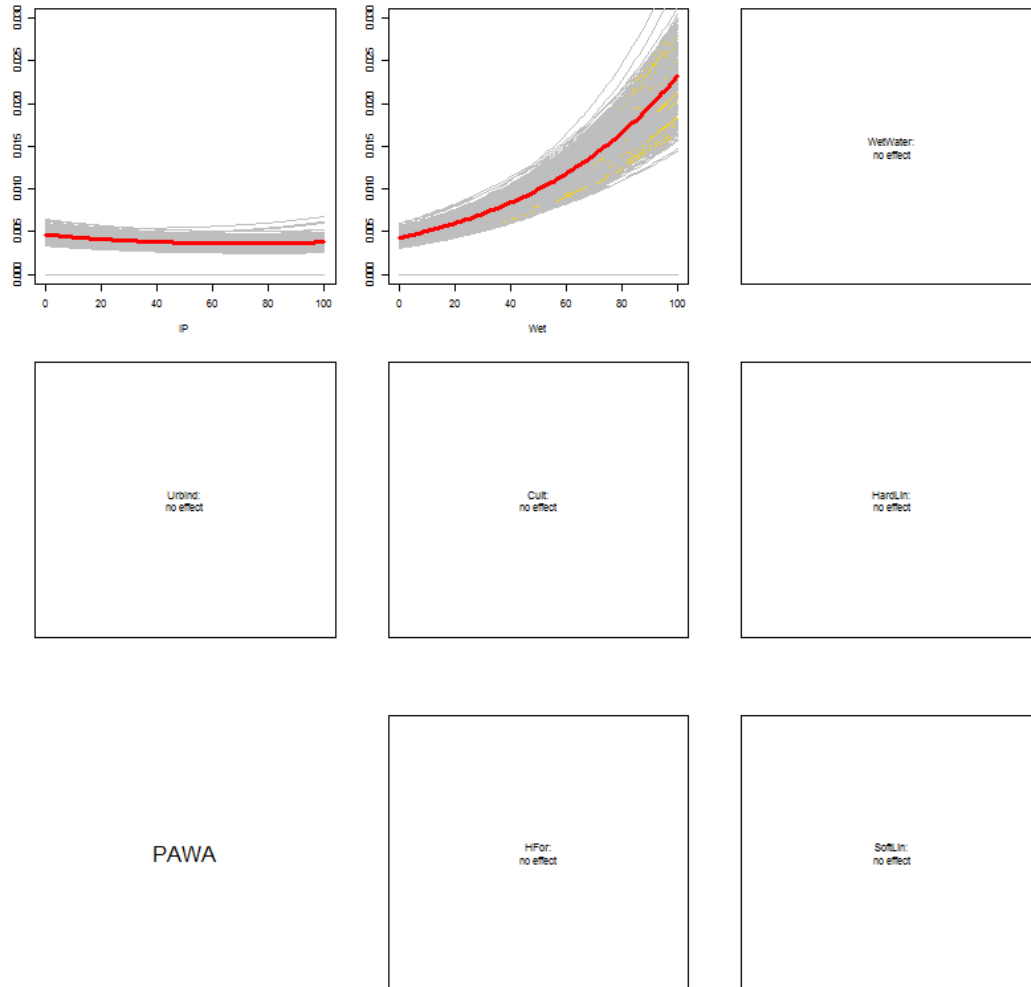 0.030
0.025
0.020
0.015
0.010
0.005
0.000
0 20 40 60 80 100
IP
0.030
0.025
0.020
0.015
0.010
0.005
0.000
0 20 40 60 80 100
Wet
WetWater:
no effect
UrbInd:
no effect
Cult:
no effect
HardLin:
no effect
PAWA
HFor:
no effect
SoftLin:
no effect